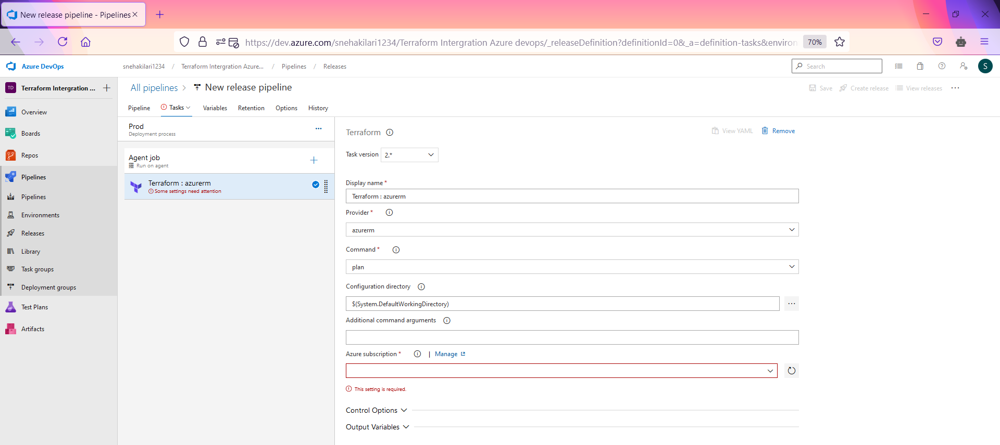 New release pipeline - Pipelines
https://dev.azure.com/snehakilari1234/Terraform Intergration Azure devops/_releaseDefinition?definitionId=0&_a=definition-tasks&environ
70%
Azure DevOps
snehakilari1234 / Terraform Intergration Azure... / Pipelines / Releases
Search
S
TD Terraform Intergration ...
All pipelines > New release pipeline
Save
Create release
View releases
Pipeline
Tasks
Variables
Retention
Options
History
Overview
Boards
Repos
Pipelines
Pipelines
Environments
Releases
Library
Task groups
Deployment groups
Test Plans
Artifacts
Prod
Deployment process
Agent job
Run on agent
Terraform : azurerm
Some settings need attention
Terraform
View YAML
Remove
Task version 2.*
Display name *
Terraform : azurerm
Provider *
azurerm
Command *
plan
Configuration directory
$(System.DefaultWorkingDirectory)
Additional command arguments
Azure subscription * | Manage
This setting is required.
Control Options
Output Variables